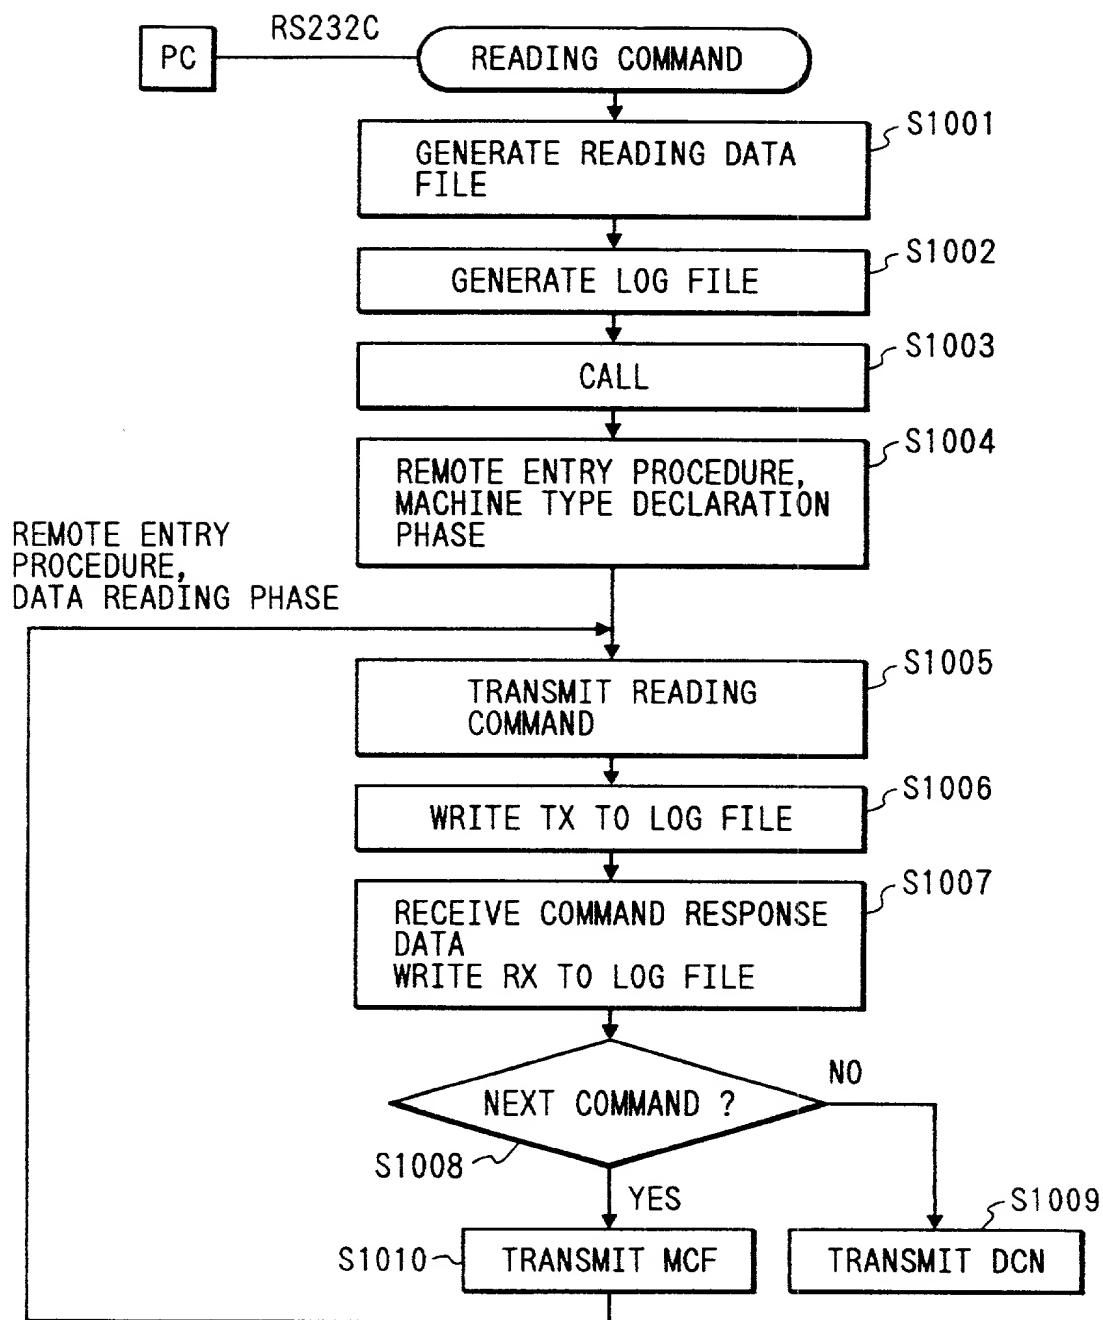 RS232C
PC
READING COMMAND
S1001
GENERATE READING DATA
FILE
S1002
GENERATE LOG FILE
S1003
CALL
S1004
REMOTE ENTRY PROCEDURE,
MACHINE TYPE DECLARATION
PHASE
REMOTE ENTRY
PROCEDURE,
DATA READING PHASE
S1005
TRANSMIT READING
COMMAND
S1006
WRITE TX TO LOG FILE
S1007
RECEIVE COMMAND RESPONSE
DATA
WRITE RX TO LOG FILE
NO
NEXT COMMAND ?
S1008
YES
S1009
S1010
TRANSMIT MCF
TRANSMIT DCN